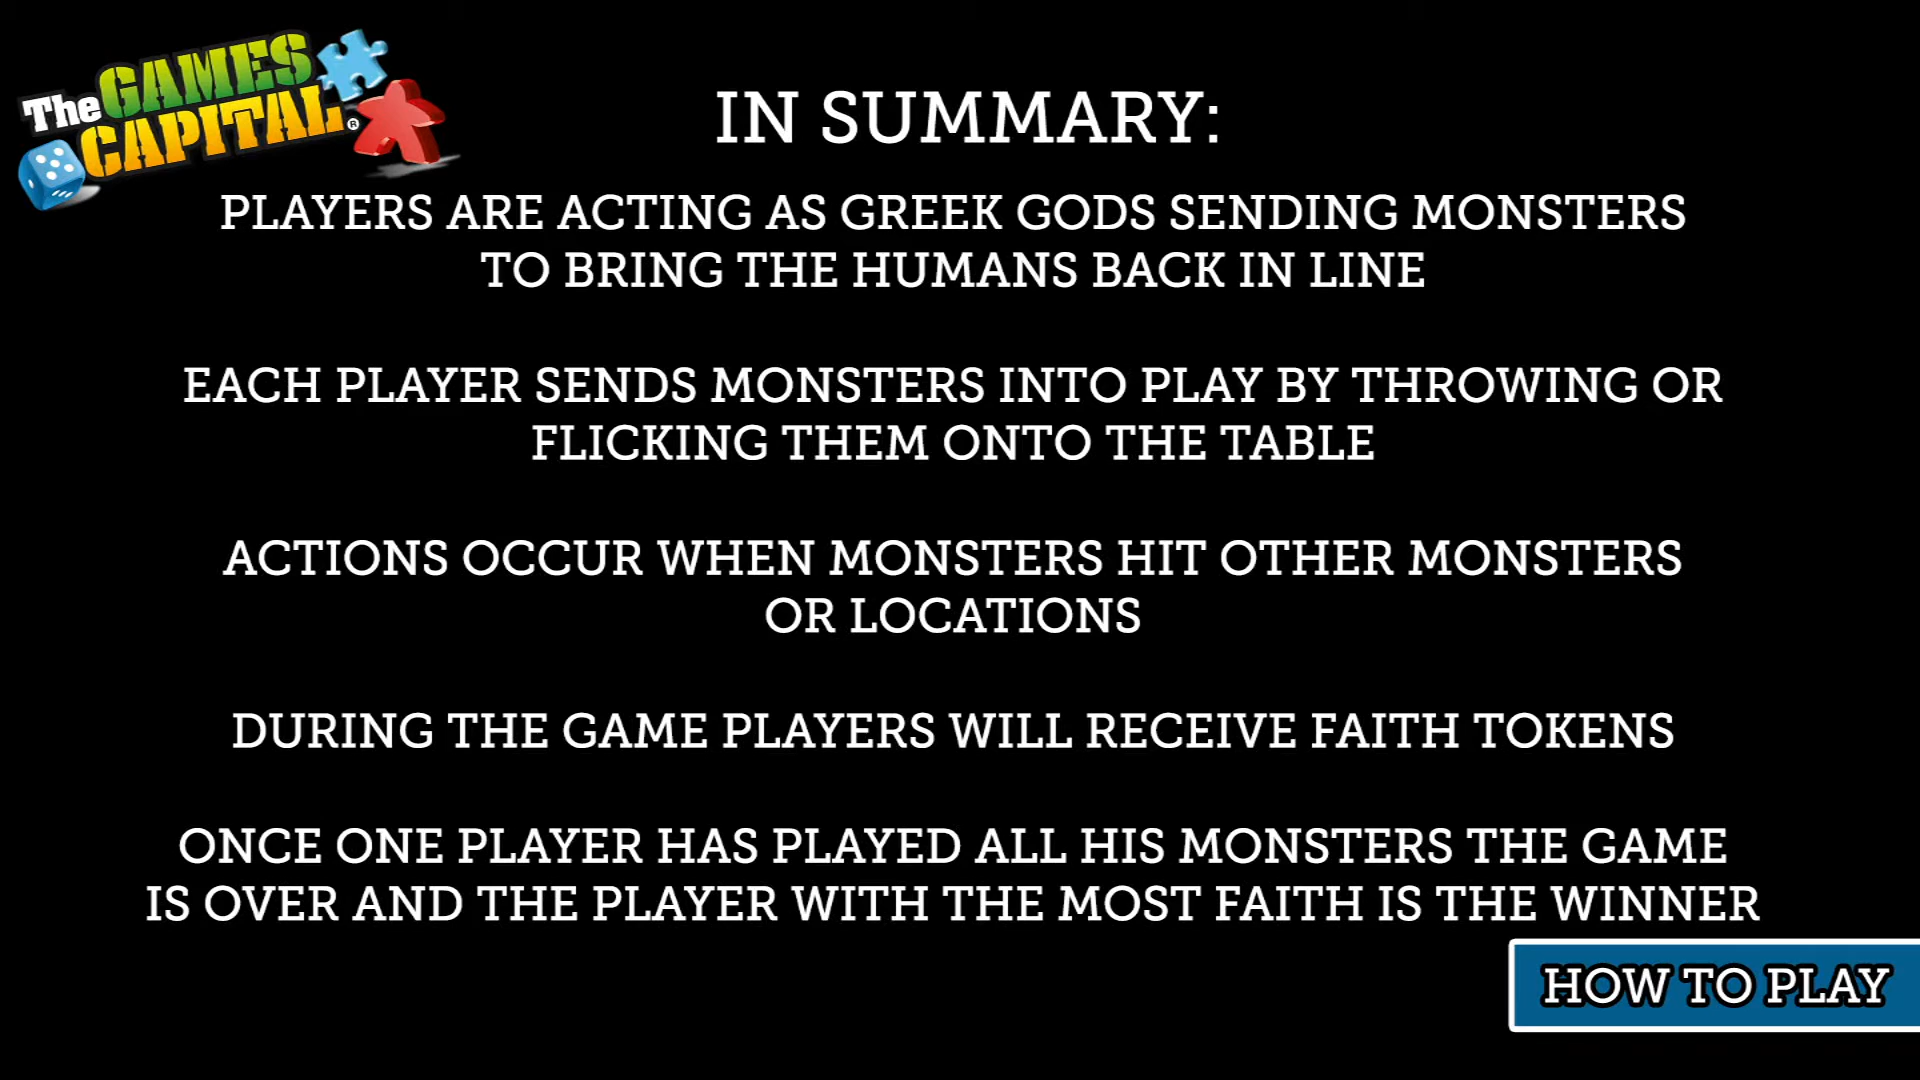 The GAMES
CAPITAL®
IN SUMMARY:
PLAYERS ARE ACTING AS GREEK GODS SENDING MONSTERS
TO BRING THE HUMANS BACK IN LINE
EACH PLAYER SENDS MONSTERS INTO PLAY BY THROWING OR
FLICKING THEM ONTO THE TABLE
ACTIONS OCCUR WHEN MONSTERS HIT OTHER MONSTERS
OR LOCATIONS
DURING THE GAME PLAYERS WILL RECEIVE FAITH TOKENS
ONCE ONE PLAYER HAS PLAYED ALL HIS MONSTERS THE GAME
IS OVER AND THE PLAYER WITH THE MOST FAITH IS THE WINNER
HOW TO PLAY